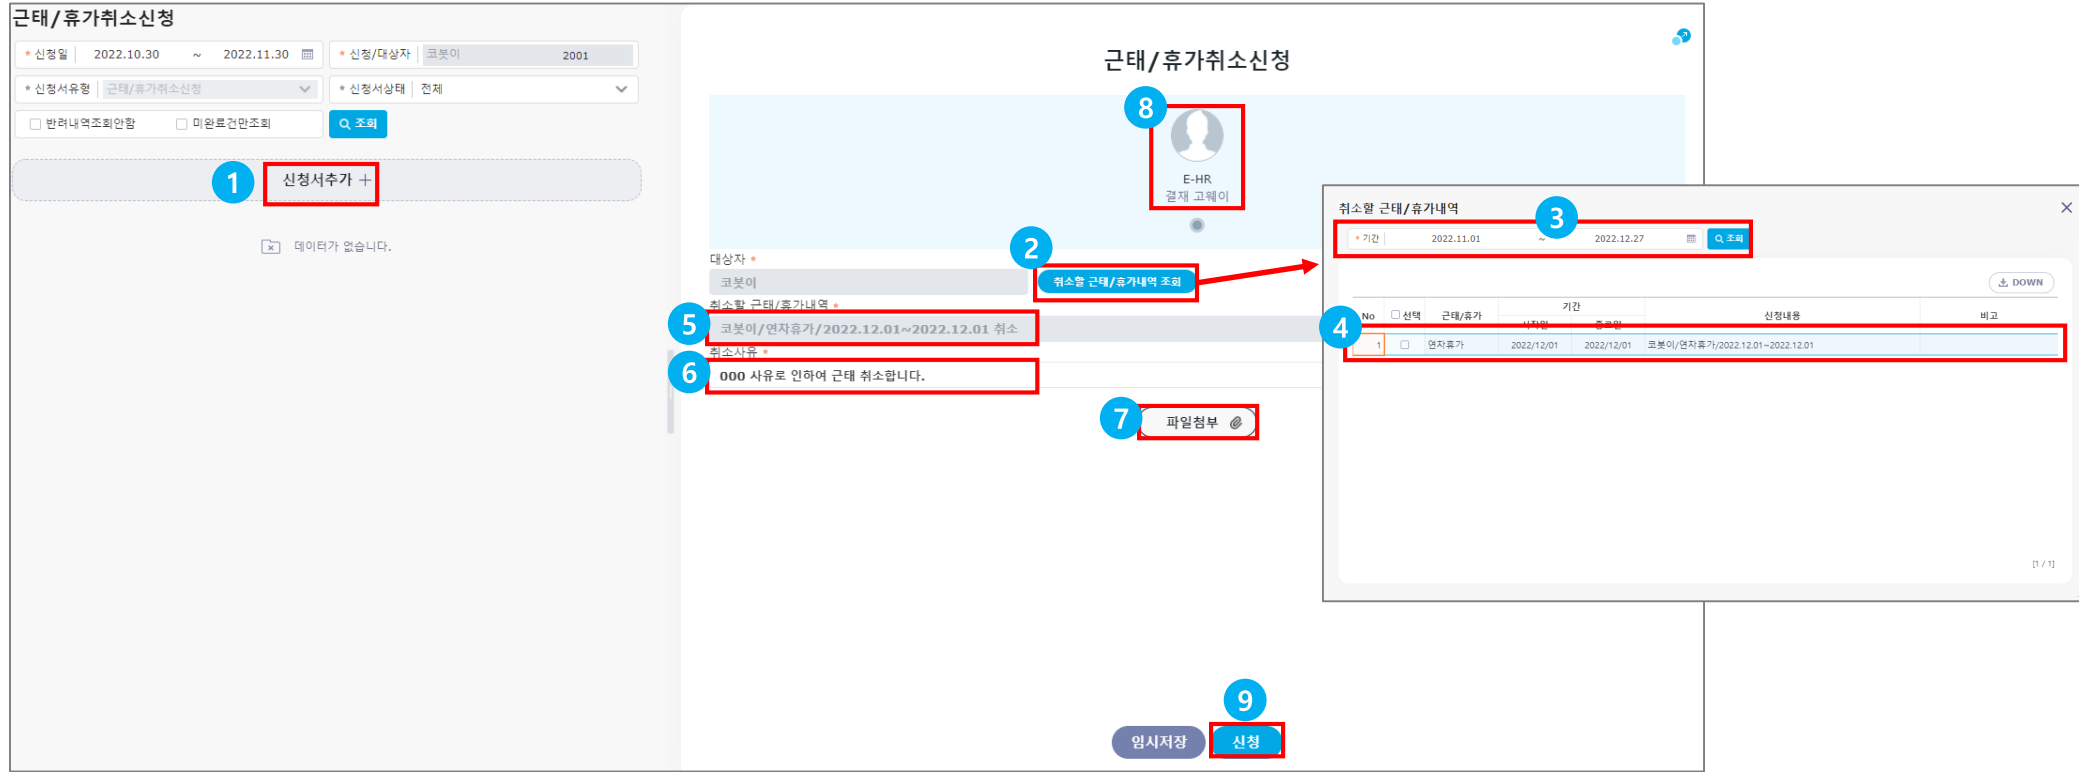 근태/휴가취소신청
* 신청일 2022.10.30 ~ 2022.11.30
* 신청/대상자 코봇이 2001
* 신청서유형 근태/휴가취소신청
* 신청서상태 전체
반려내역조회안함 미완료건만조회 조회
1 신청서추가 +
데이터가 없습니다.
근태/휴가취소신청
8
E-HR
결재 고웨이
대상자 *
코봇이
2 취소할 근태/휴가내역 조회
취소할 근태/휴가내역 *
5 코봇이/연자휴가/2022.12.01~2022.12.01 취소
취소사유 *
6 000 사유로 인하여 근태 취소합니다.
7 파일첨부
임시저장
9 신청
취소할 근태/휴가내역
3
* 기간 2022.11.01 ~ 2022.12.27 조회
DOWN
No 선택 근태/휴가 기간 신청내용 비고
시작일 종료일
4
1 연자휴가 2022/12/01 2022/12/01 코봇이/연자휴가/2022.12.01~2022.12.01
[1 / 1]